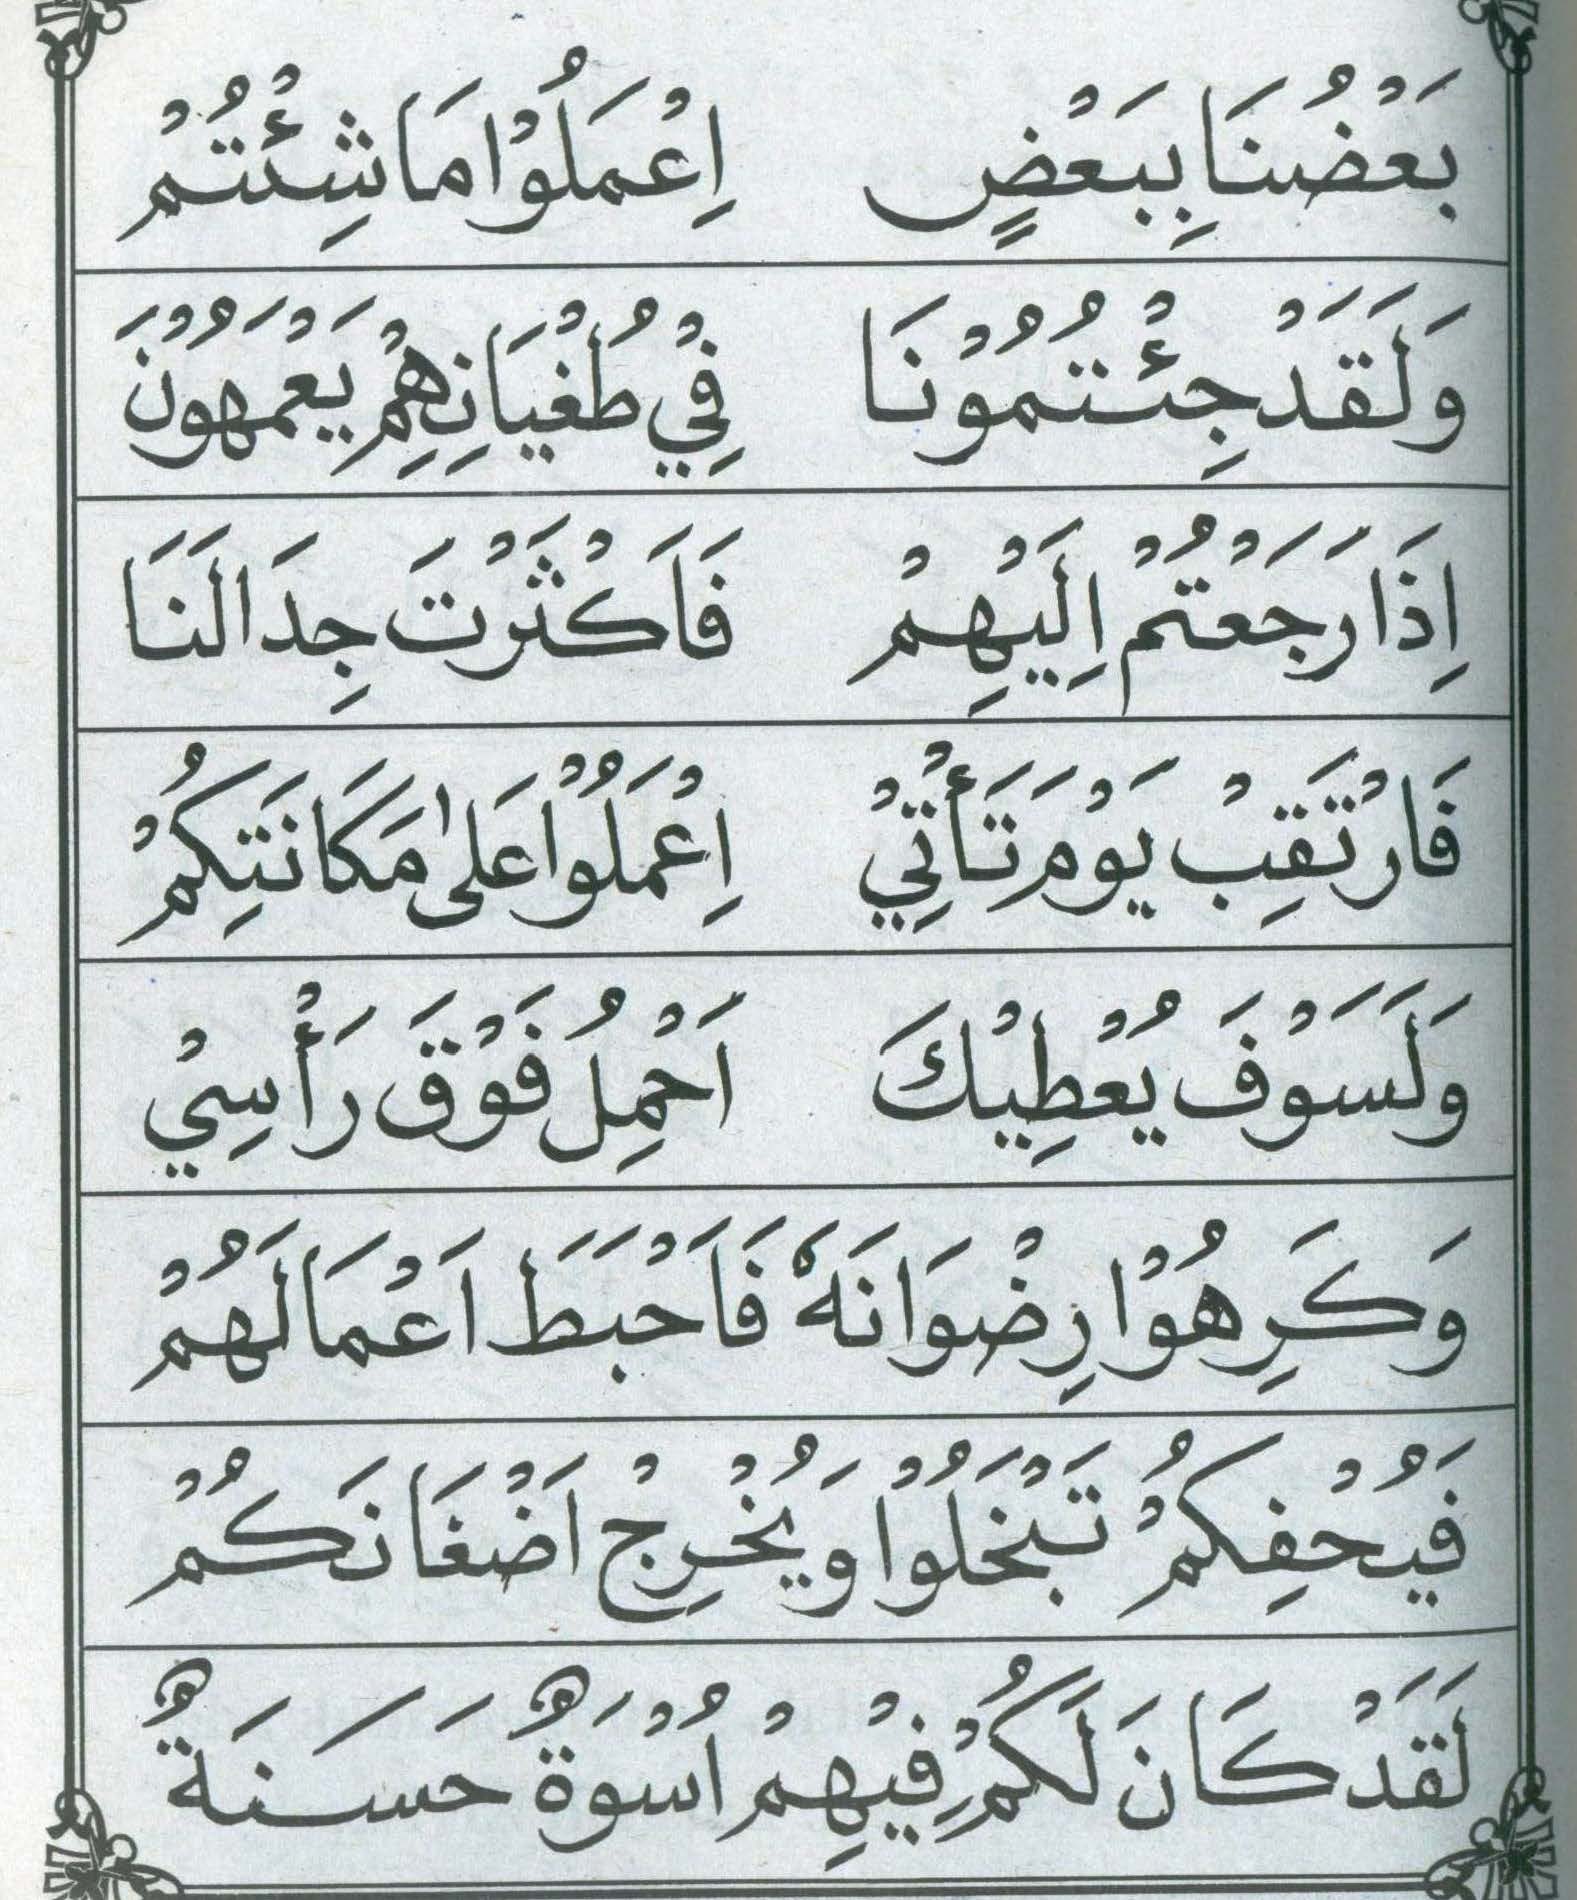 بَعْضُنَا بِبَعْضٍ اِعْمَلُوْا مَا شِئْتُمْ
وَلَقَدْ جِئْتُمُوْنَا فِيْ طُغْيَانِهِمْ يَعْمَهُوْنَ
اِذَا رَجَعْتُمْ اِلَيْهِمْ فَاَكْثَرْتَ جِدَالَنَا
فَارْتَقِبْ يَوْمَ تَأْتِيْ اِعْمَلُوْا عَلٰى مَكَانَتِكُمْ
وَلَسَوْفَ يُعْطِيْكَ اَحْمِلُ فَوْقَ رَأْسِيْ
وَكَرِهُوْا رِضْوَانَهٗ فَاَحْبَطَ اَعْمَالَهُمْ
فَيُحْفِكُمْ تَبْخَلُوْا وَيُخْرِجْ اَضْغَانَكُمْ
لَقَدْ كَانَ لَكُمْ فِيْهِمْ اُسْوَةٌ حَسَنَةٌ